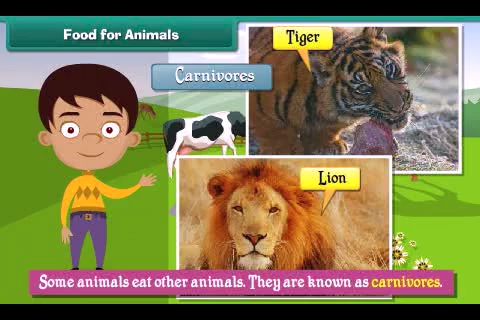 Food for Animals
Tiger
Carnivores
Lion
Some animals eat other animals. They are known as carnivores.